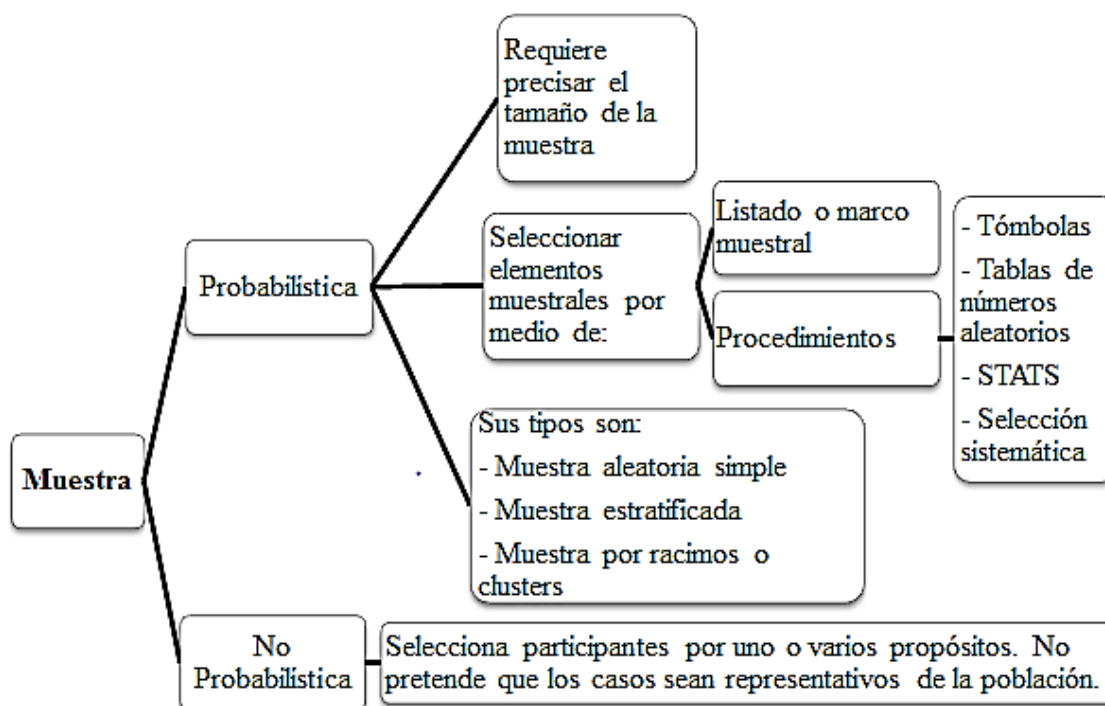 Requiere
precisar el
tamaño de la
muestra
Seleccionar
elementos
muestrales por
medio de:
Listado o marco
muestral
Procedimientos
- Tómbolas
- Tablas de
números
aleatorios
- STATS
- Selección
sistemática
Probabilística
Sus tipos son:
- Muestra aleatoria simple
- Muestra estratificada
- Muestra por racimos o
clusters
Muestra
No
Probabilística
Selecciona participantes por uno o varios propósitos. No
pretende que los casos sean representativos de la población.